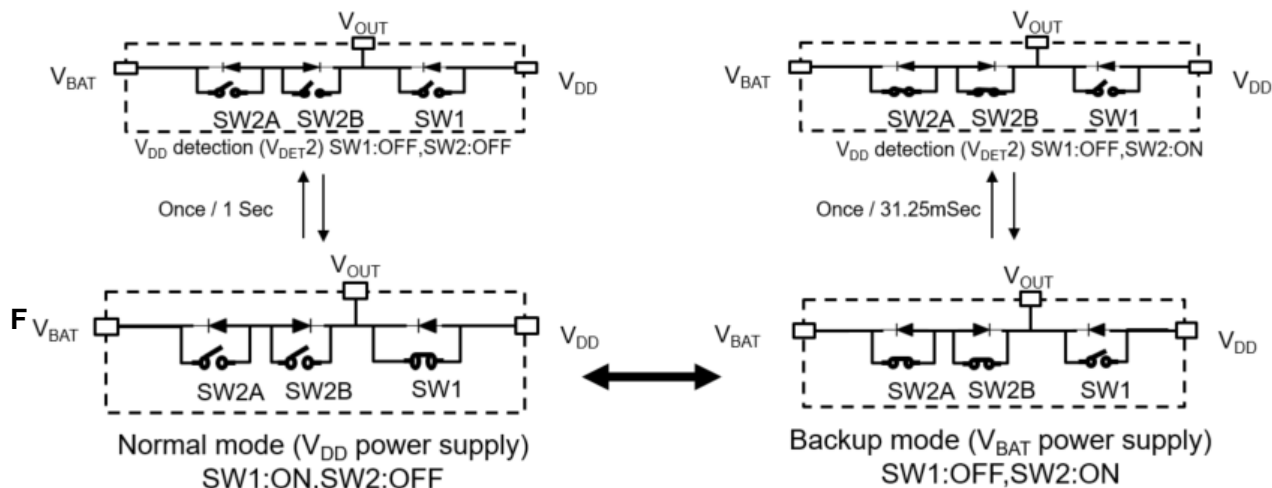 VOUT
VOUT
VBAT
VDD
VBAT
VDD
SW2A SW2B SW1
SW2A SW2B SW1
VDD detection (VDET2) SW1:OFF,SW2:OFF
VDD detection (VDET2) SW1:OFF,SW2:ON
Once / 1 Sec
Once / 31.25mSec
VOUT
VOUT
F
VBAT
VDD
VBAT
VDD
SW2A SW2B SW1
SW2A SW2B SW1
Normal mode (VDD power supply)
SW1:ON,SW2:OFF
Backup mode (VBAT power supply)
SW1:OFF,SW2:ON